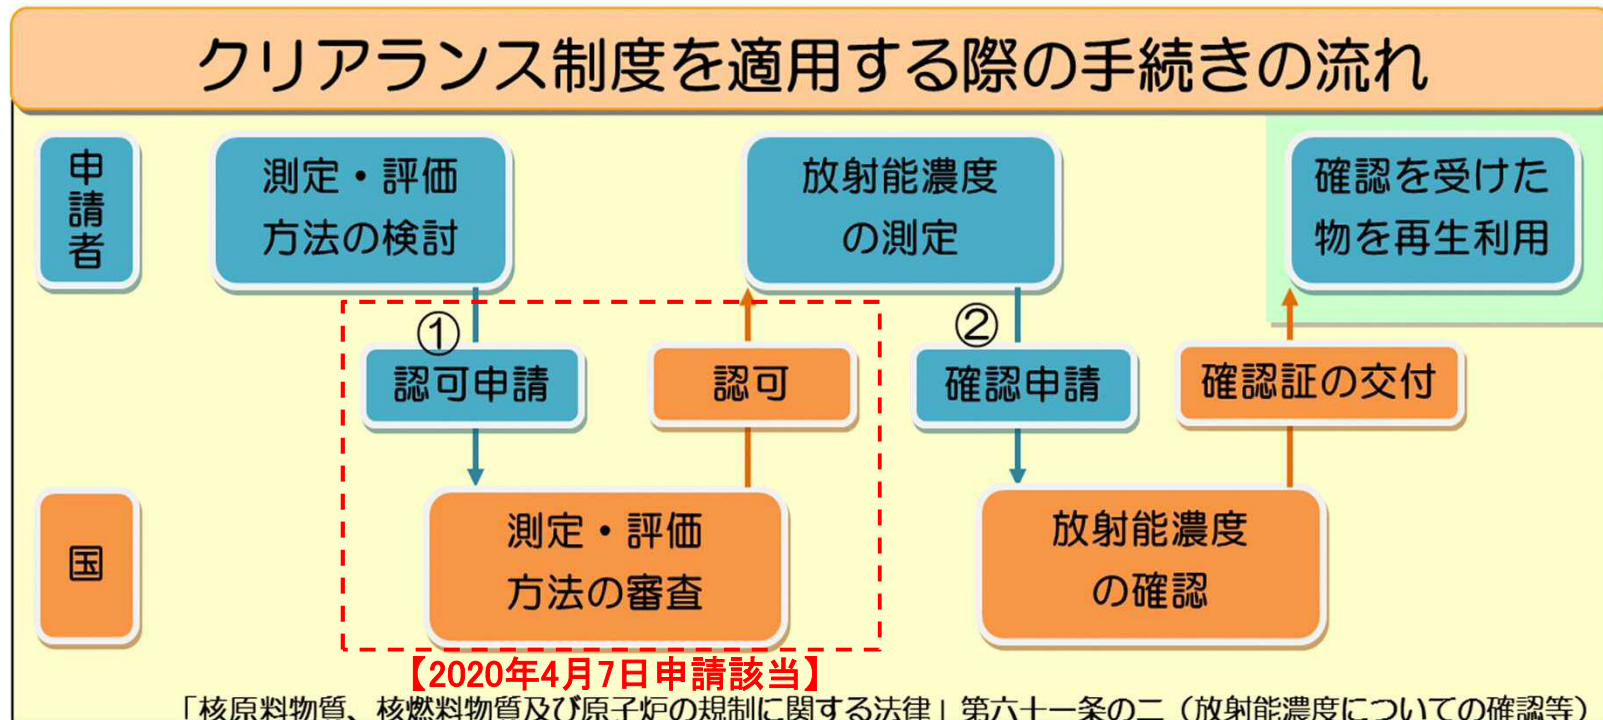 クリアランス制度を適用する際の手続きの流れ
申請者
測定・評価
方法の検討
放射能濃度
の測定
確認を受けた
物を再生利用
①
②
認可申請
認可
確認申請
確認証の交付
国
測定・評価
方法の審査
放射能濃度
の確認
【2020年4月7日申請該当】
「核原料物質、核燃料物質及び原子炉の規制に関する法律」第六十一条の二（放射能濃度についての確認等）